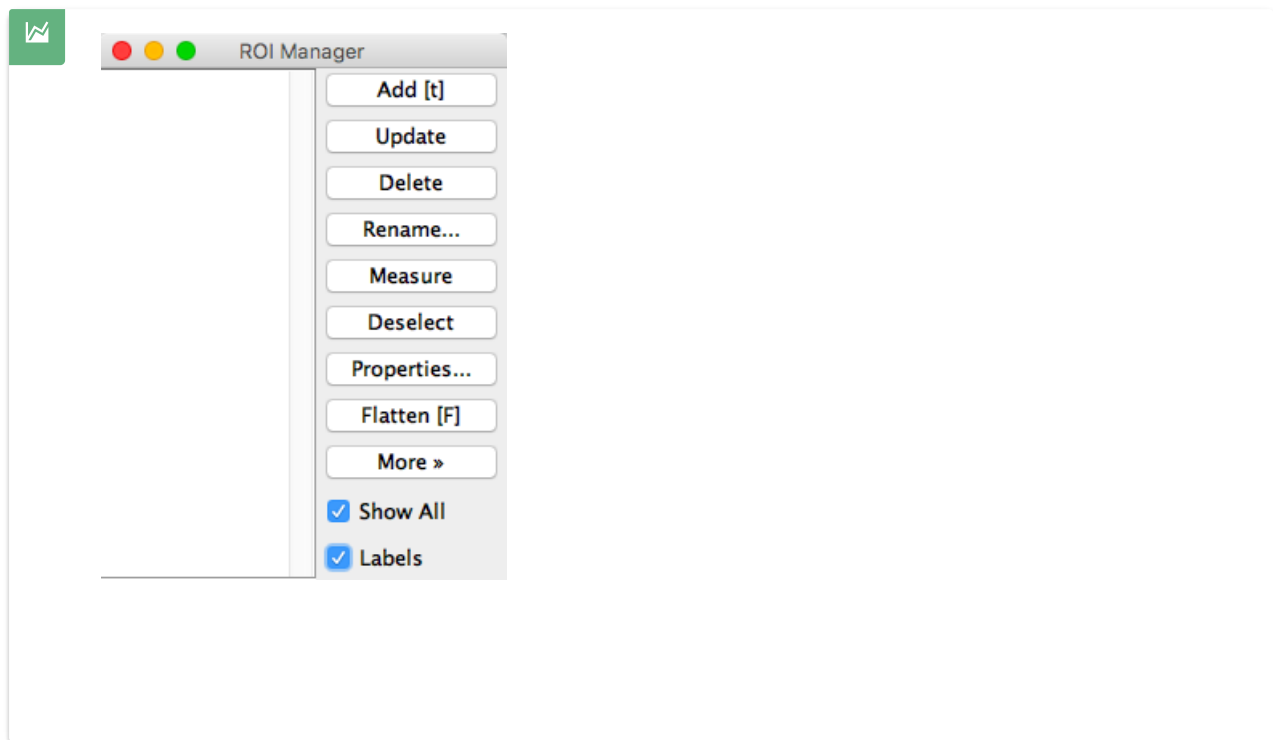 ROI Manager
Add [t]
Update
Delete
Rename...
Measure
Deselect
Properties...
Flatten [F]
More »
Show All
Labels